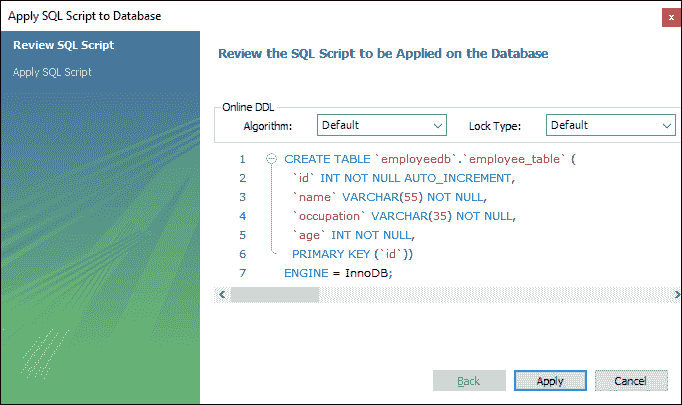 Apply SQL Script to Database
x
Review SQL Script
Apply SQL Script
Review the SQL Script to be Applied on the Database
Online DDL
Algorithm: Default Lock Type: Default
1 CREATE TABLE `employeedb`.`employee_table` (
2 `id` INT NOT NULL AUTO_INCREMENT,
3 `name` VARCHAR(55) NOT NULL,
4 `occupation` VARCHAR(35) NOT NULL,
5 `age` INT NOT NULL,
6 PRIMARY KEY (`id`))
7 ENGINE = InnoDB;
Back Apply Cancel